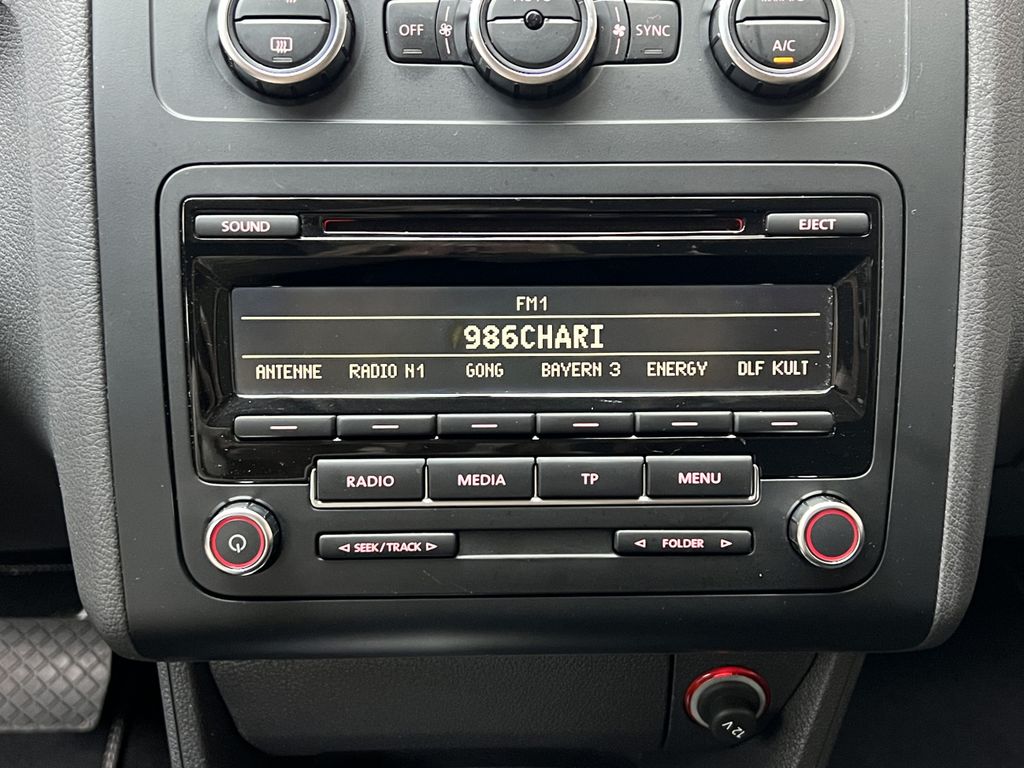 OFF
SYNC
A/C
SOUND
EJECT
FM1
986CHARI
ANTENNE RADIO N1 GONG BAYERN 3 ENERGY DLF KULT
RADIO MEDIA TP MENU
SEEK/TRACK
FOLDER
12V